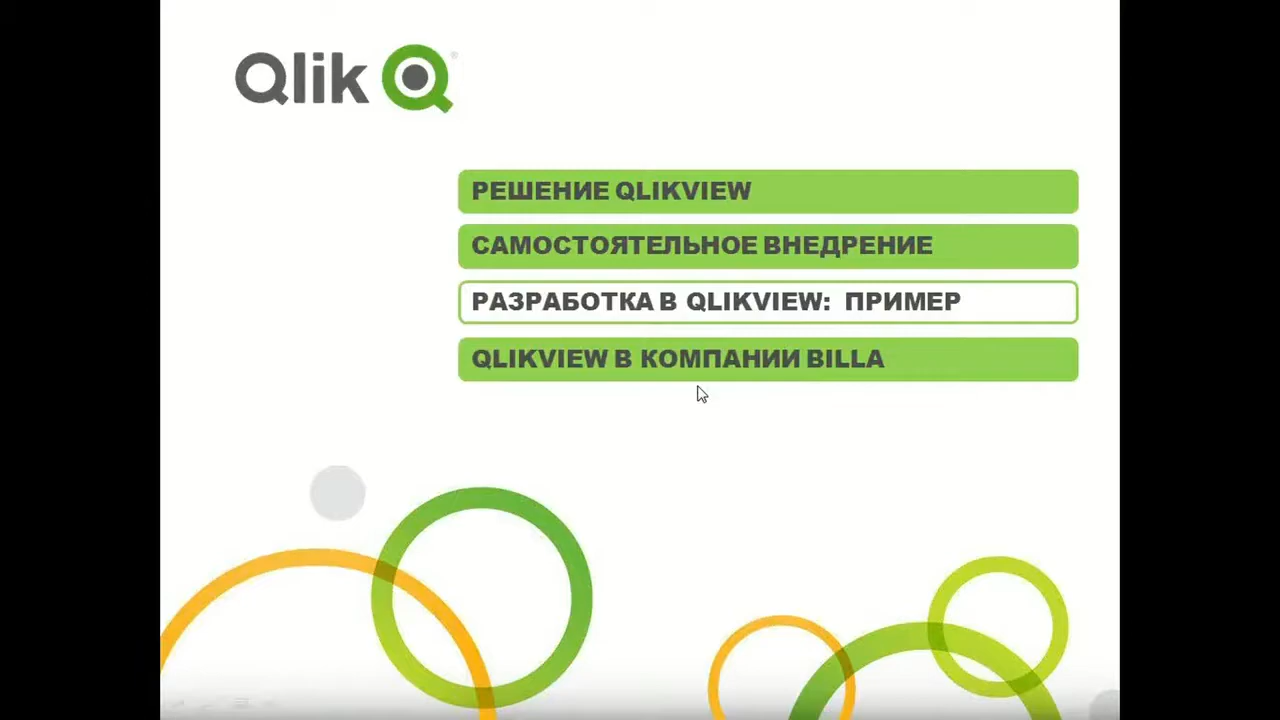 Qlik
РЕШЕНИЕ QLIKVIEW
САМОСТОЯТЕЛЬНОЕ ВНЕДРЕНИЕ
РАЗРАБОТКА В QLIKVIEW: ПРИМЕР
QLIKVIEW В КОМПАНИИ BILLA